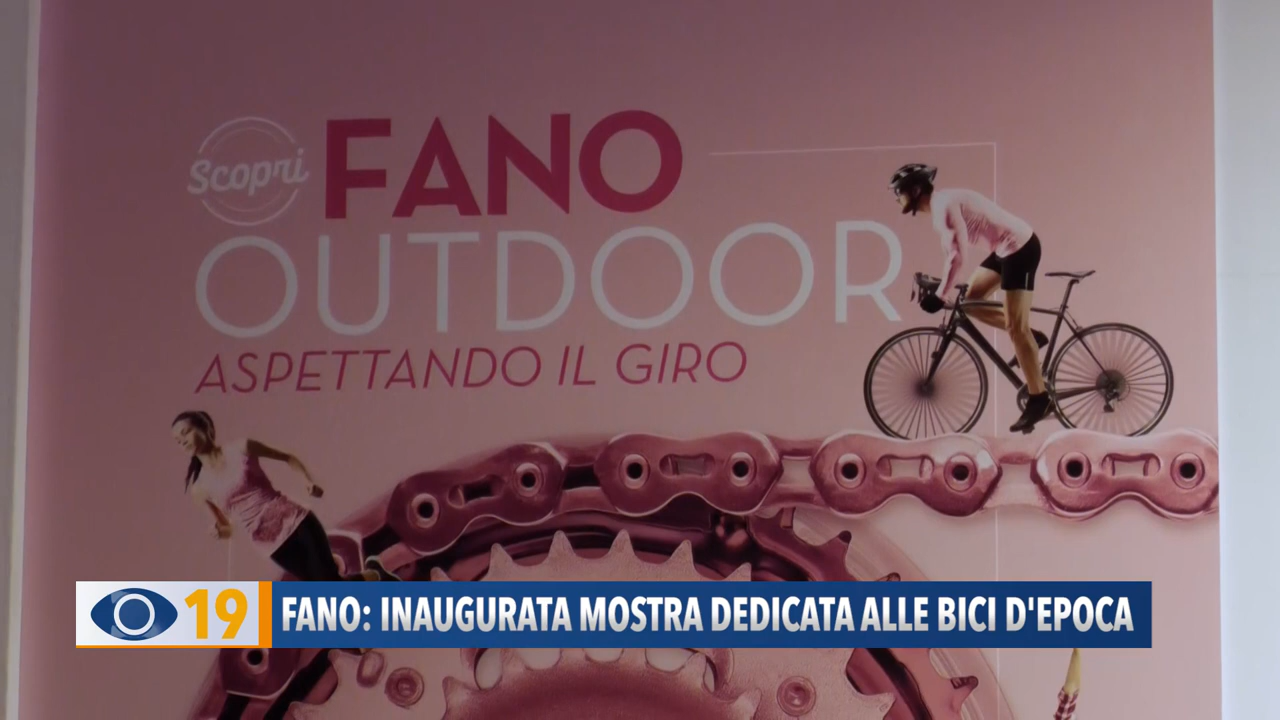 Scopri FANO
OUTDOOR
ASPETTANDO IL GIRO
19 FANO: INAUGURATA MOSTRA DEDICATA ALLE BICI D'EPOCA